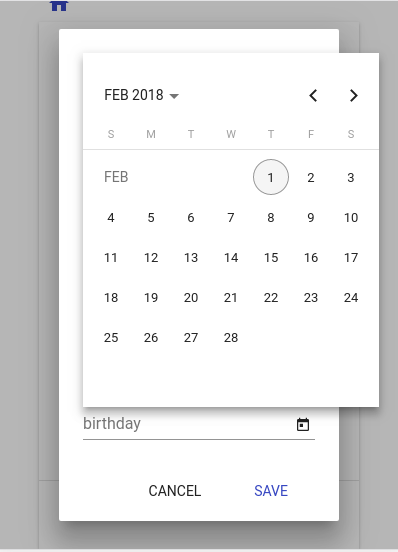 FEB 2018
S M T W T F S
FEB 1 2 3
4 5 6 7 8 9 10
11 12 13 14 15 16 17
18 19 20 21 22 23 24
25 26 27 28
birthday
CANCEL SAVE